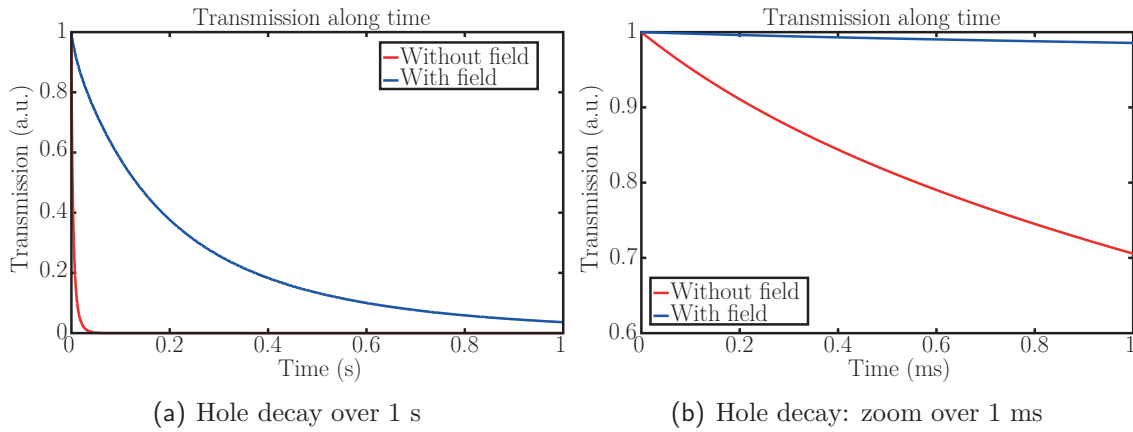 Transmission along time
1
0.8
0.6
0.4
0.2
0
Transmission (a.u.)
Without field
With field
0 0.2 0.4 0.6 0.8 1
Time (s)
(a) Hole decay over 1 s
Transmission along time
1
0.9
0.8
0.7
0.6
Transmission (a.u.)
Without field
With field
0 0.2 0.4 0.6 0.8 1
Time (ms)
(b) Hole decay: zoom over 1 ms